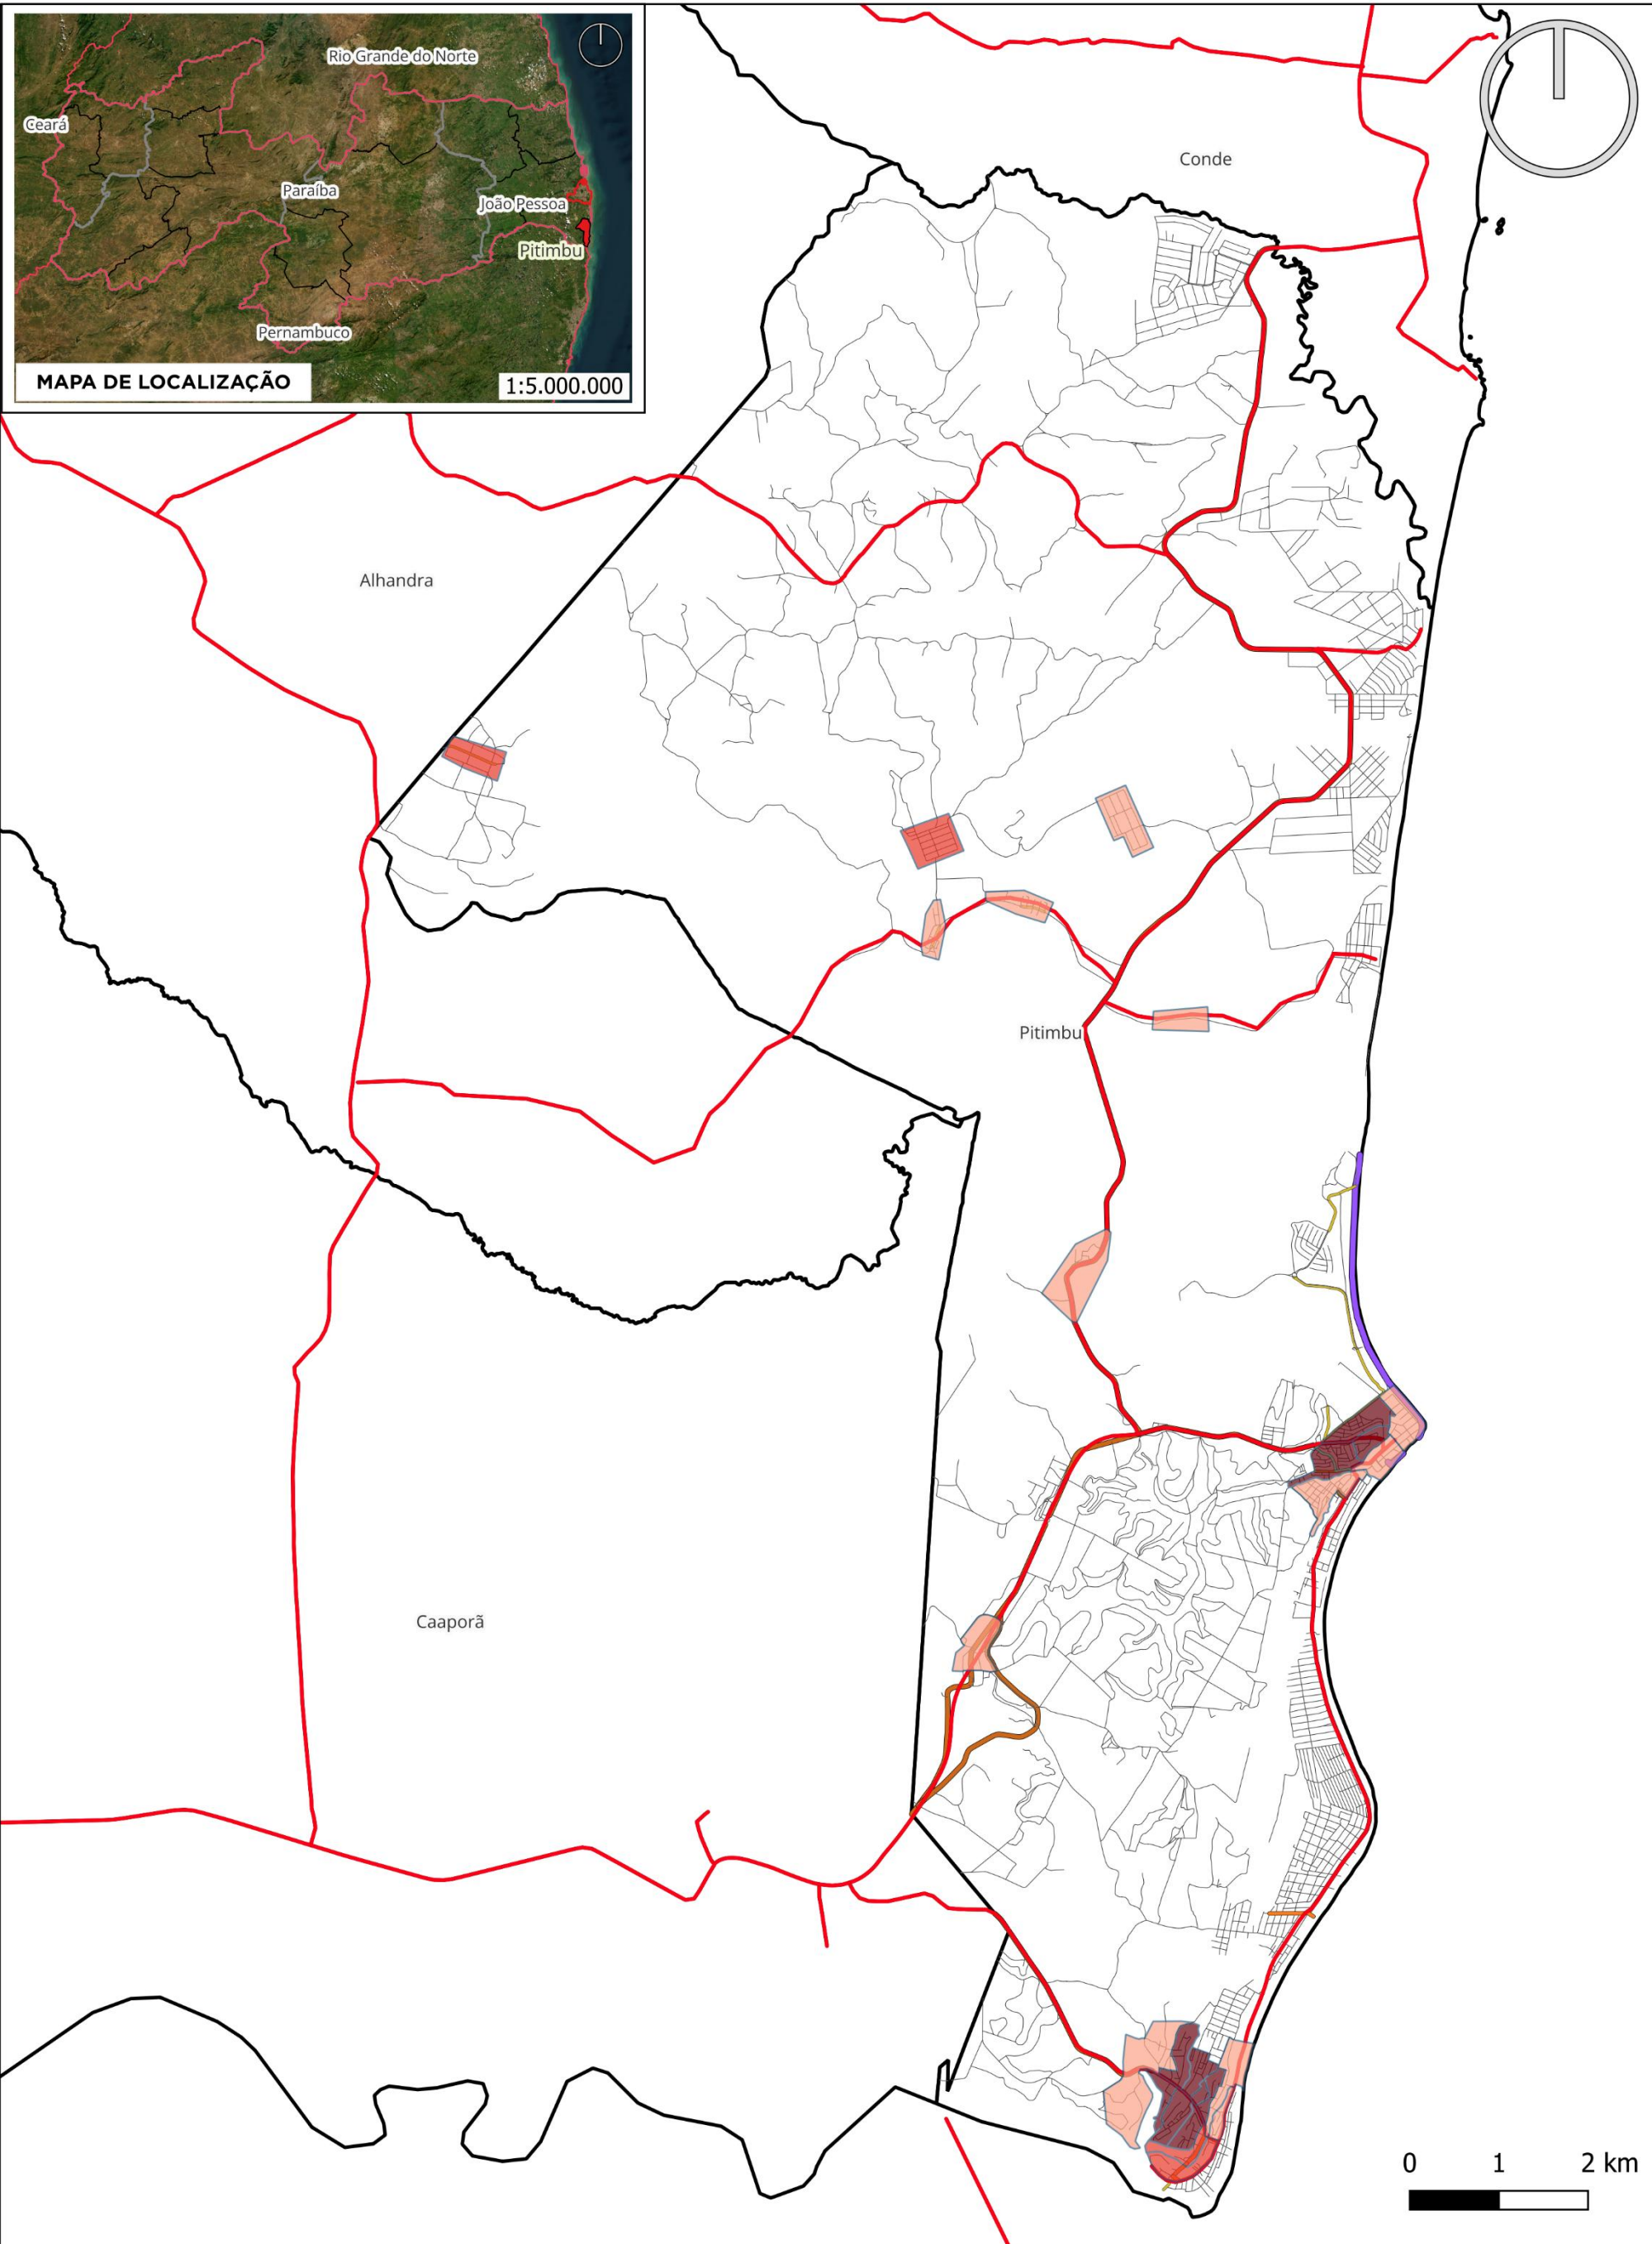 Rio Grande do Norte
Ceará
Paraíba
João Pessoa
Pitimbu
Pernambuco
MAPA DE LOCALIZAÇÃO
1:5.000.000
Conde
Alhandra
Pitimbu
Caaporã
0 1 2 km